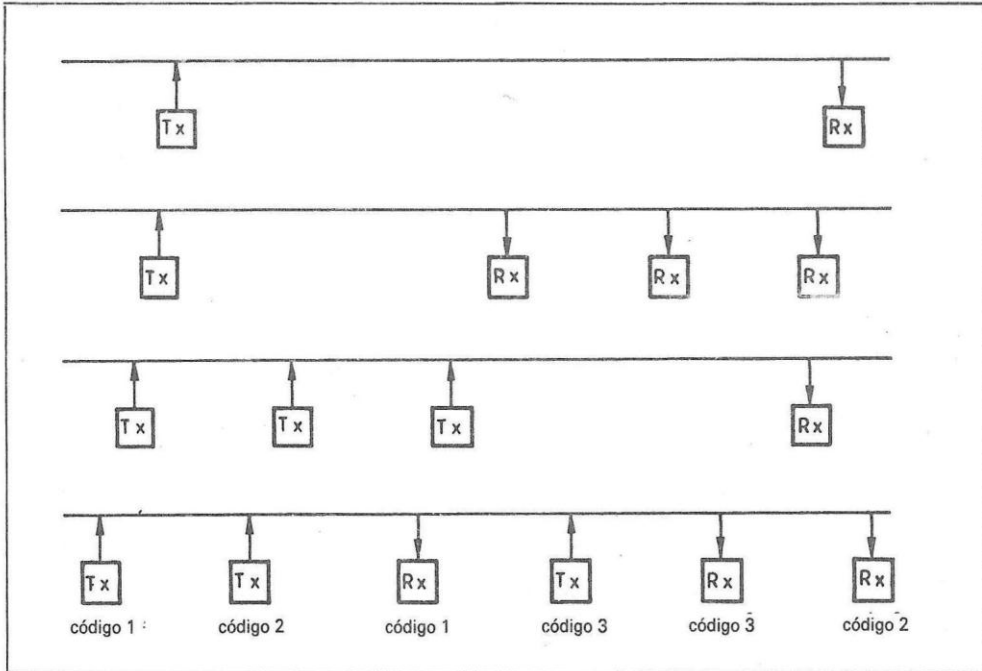 Tx Rx
Tx Rx Rx Rx
Tx Tx Tx Rx
Tx Tx Rx Tx Rx Rx
código 1 código 2 código 1 código 3 código 3 código 2